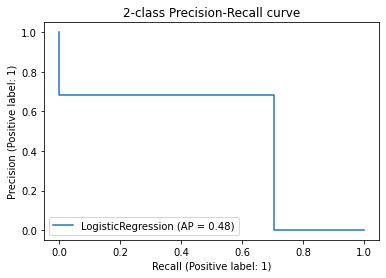 2-class Precision-Recall curve
Precision (Positive label: 1)
1.0
0.8
0.6
0.4
0.2
0.0
LogisticRegression (AP = 0.48)
0.0 0.2 0.4 0.6 0.8 1.0
Recall (Positive label: 1)